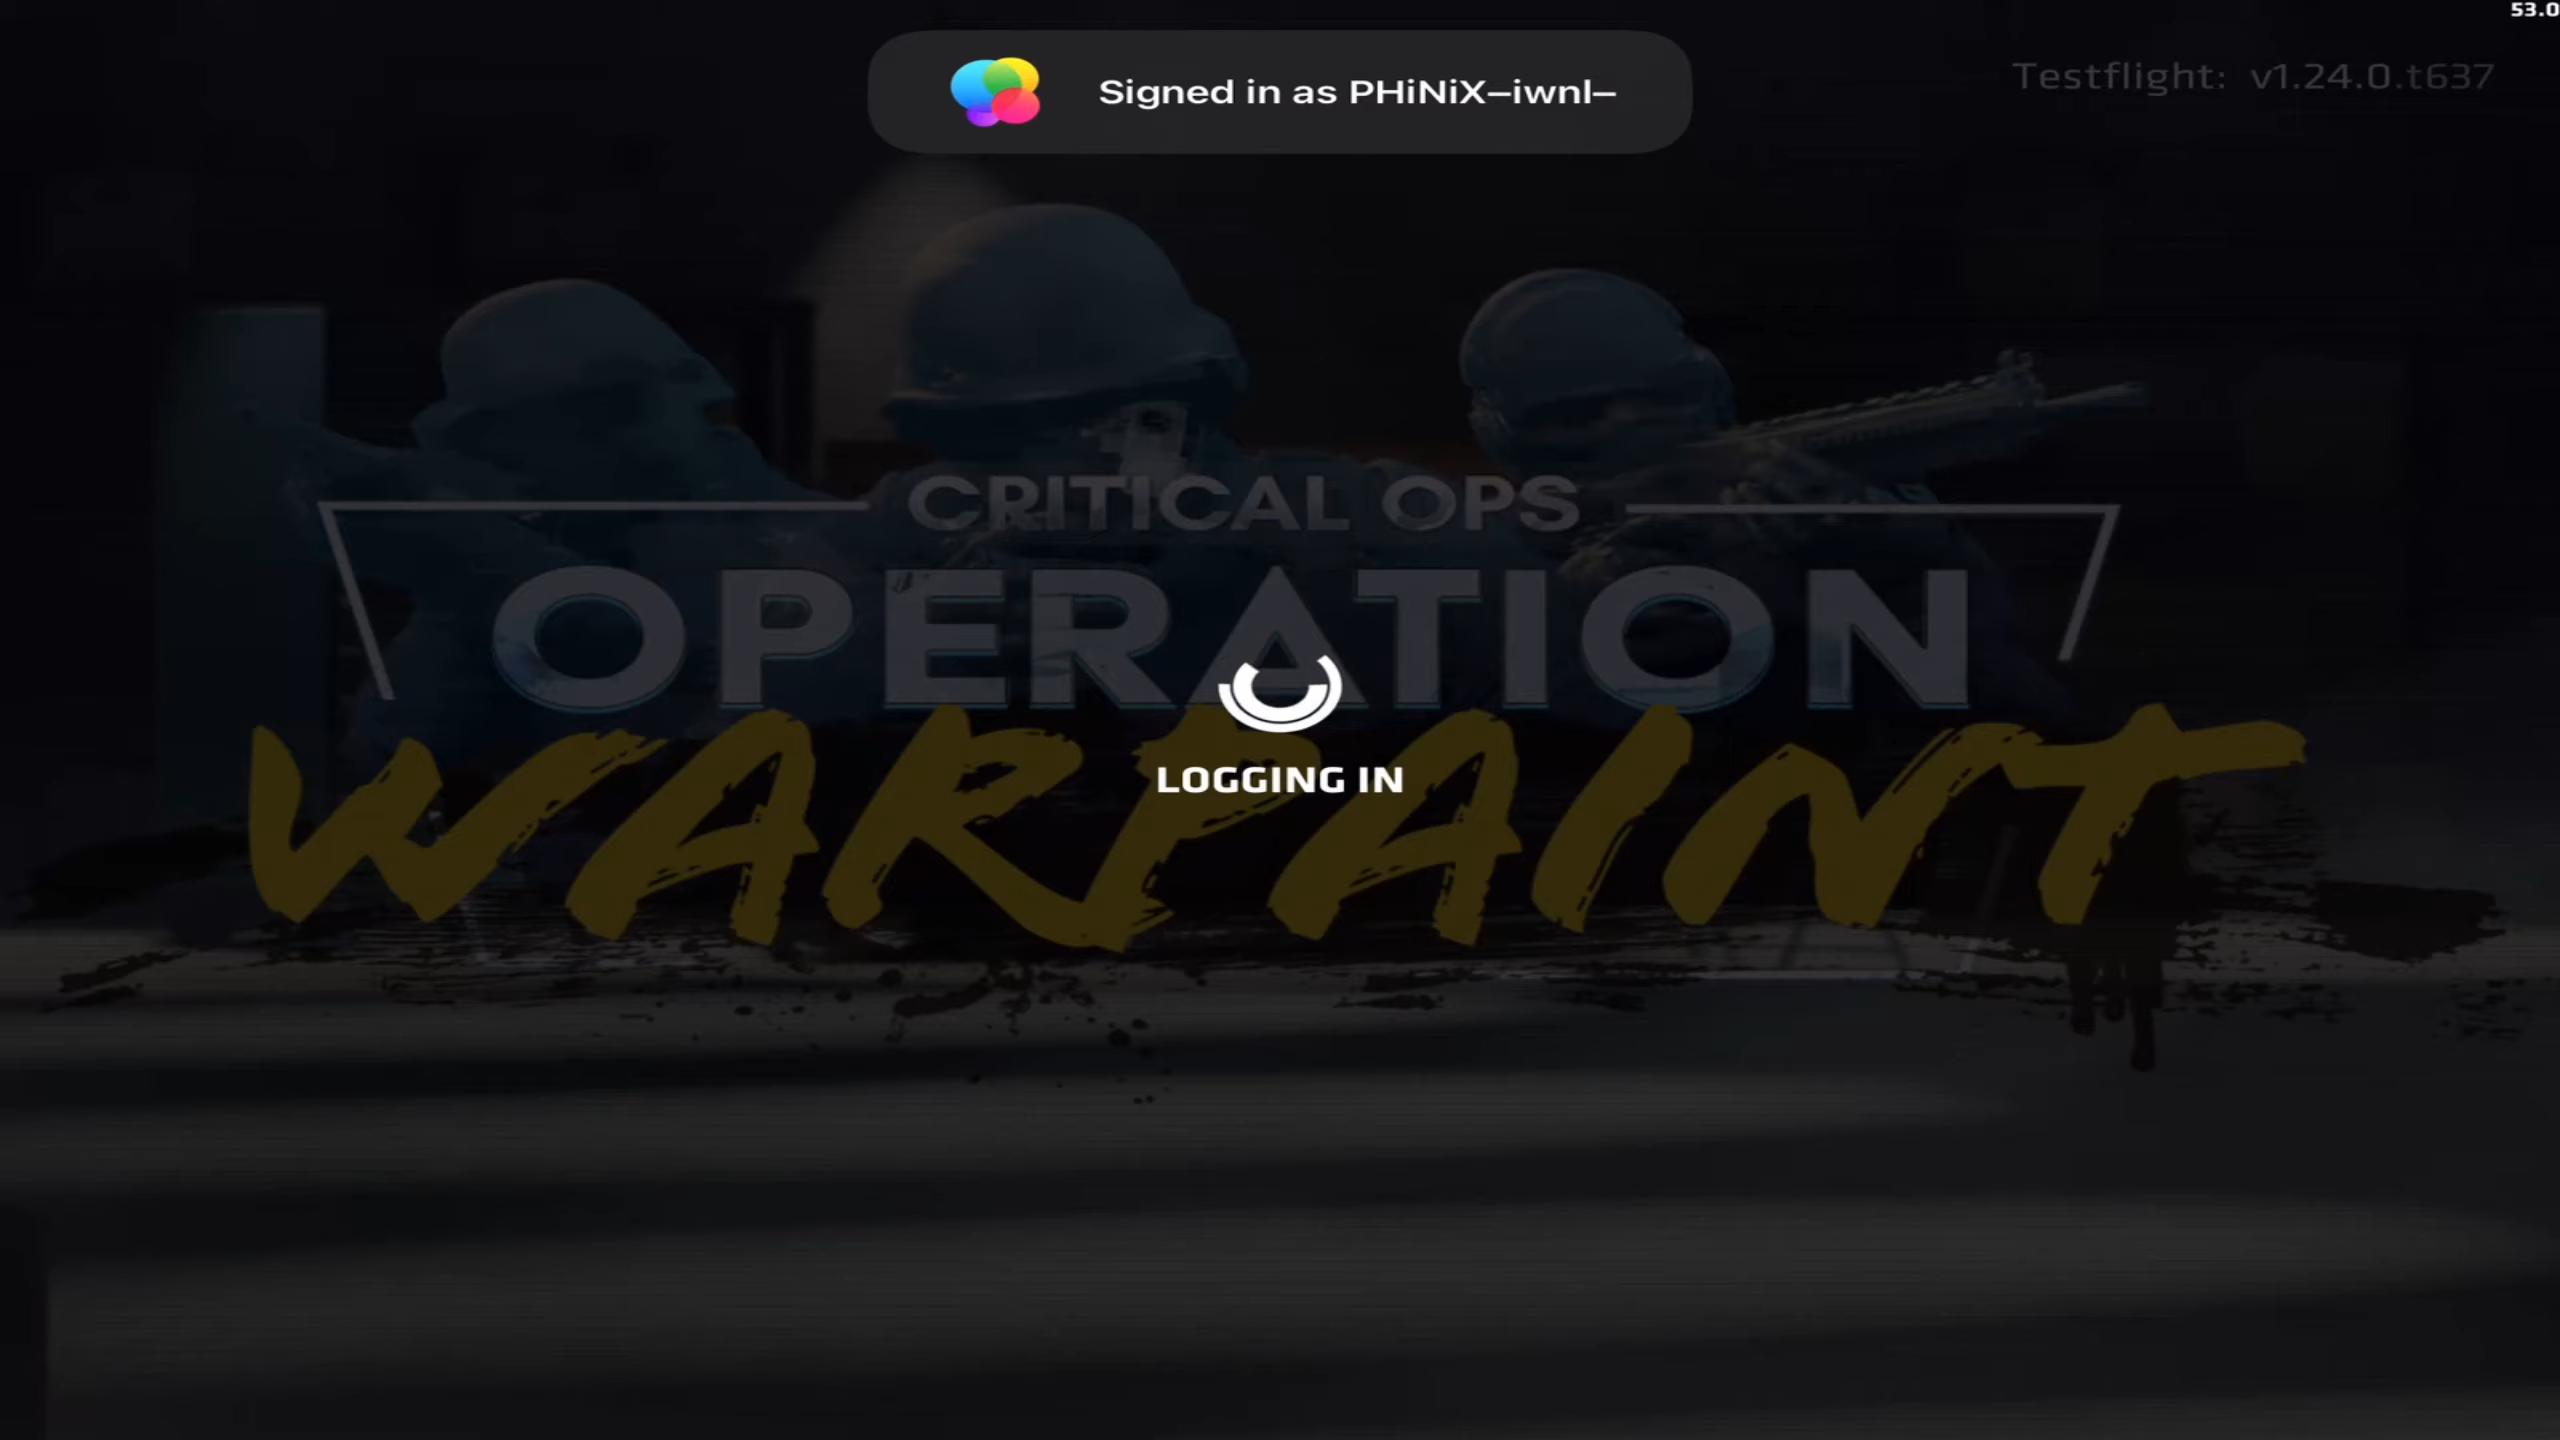 53.0
Signed in as PHiNiX–iwnl–
Testflight: v1.24.0.t637
CRITICAL OPS
OPERATION
WARPAINT
LOGGING IN